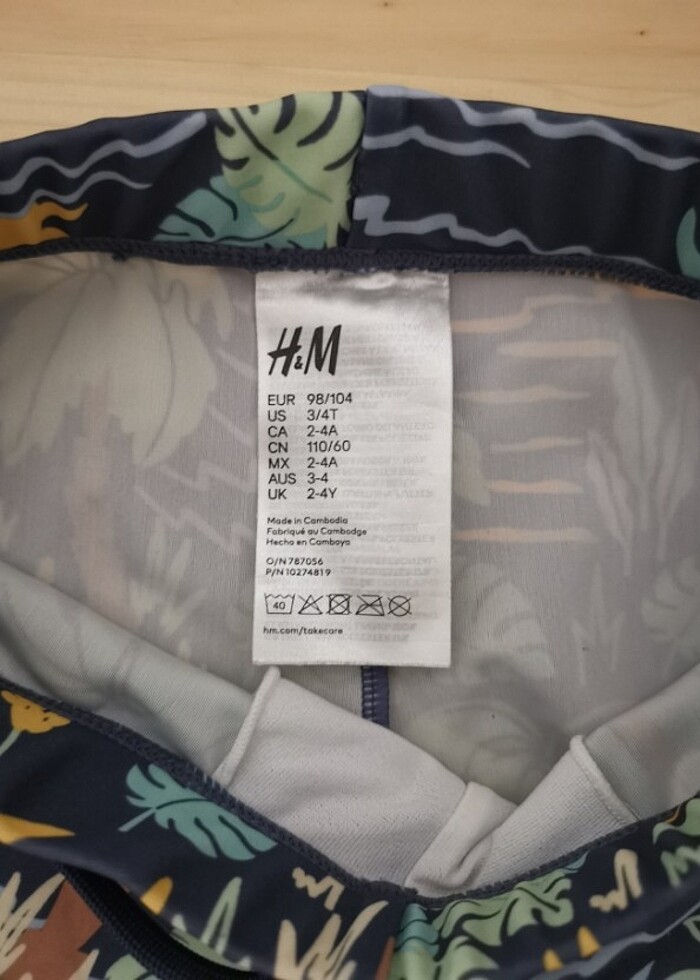 H&M
EUR 98/104
US 3/4T
CA 2-4A
CN 110/60
MX 2-4A
AUS 3-4
UK 2-4Y
Made in Cambodia
Fabriqué au Cambodge
Hecho en Camboya
O/N 787056
P/N 10274819
40
hm.com/takecare